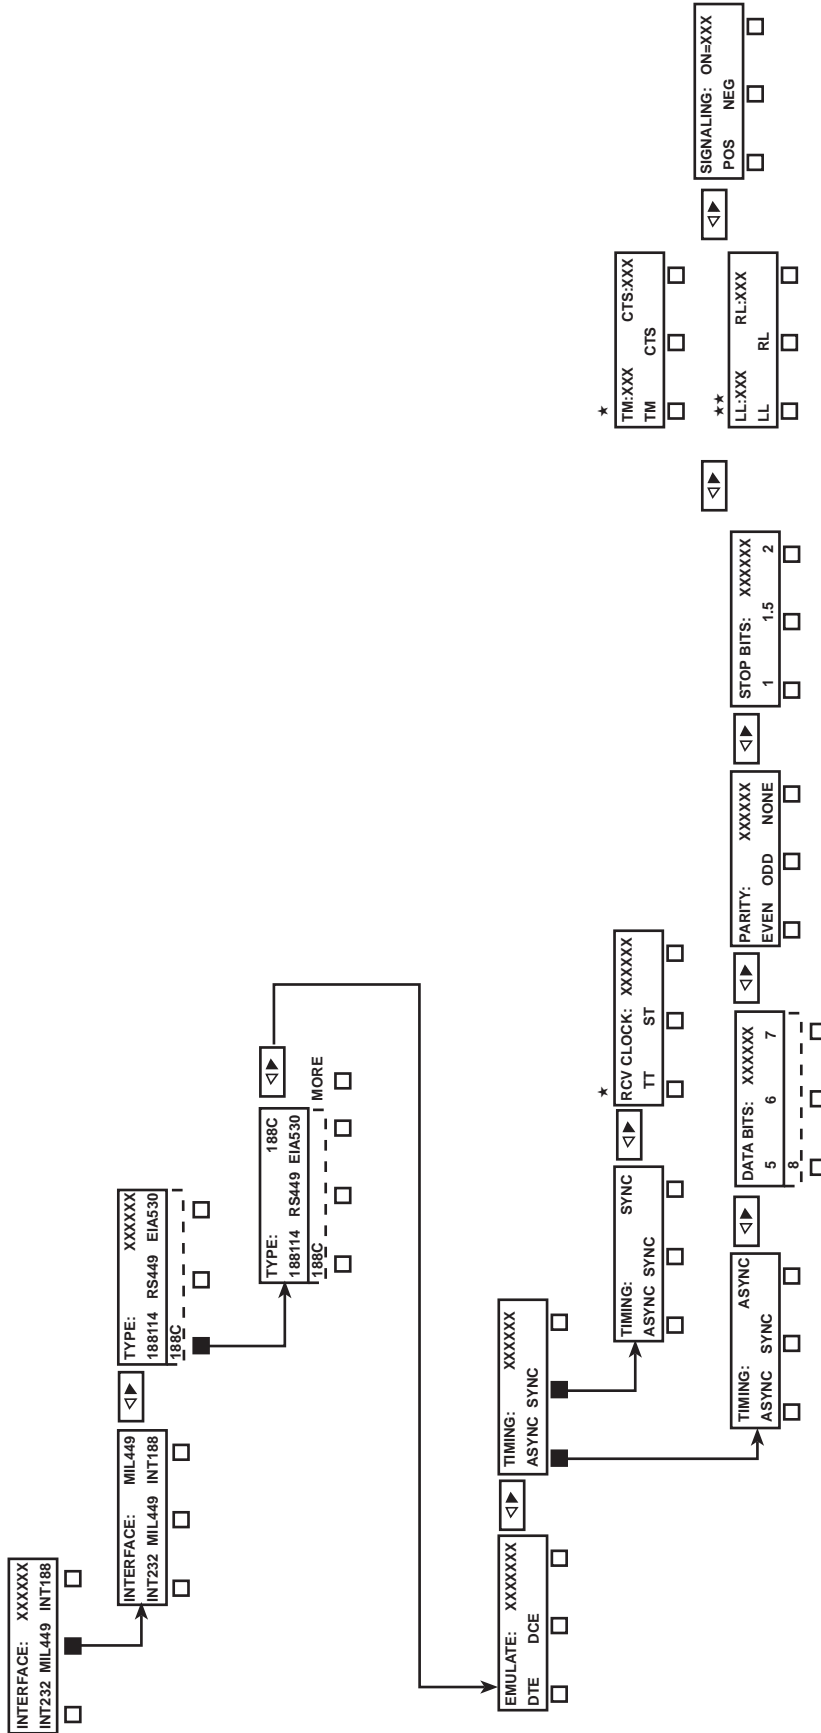 INTERFACE: XXXXXX
INT232 MIL449 INT188
INTERFACE: MIL449
INT232 MIL449 INT188
TYPE: XXXXXX
188114 RS449 EIA530
188C
TYPE: 188C
188114 RS449 EIA530
188C
MORE
EMULATE: XXXXXXX
DTE DCE
TIMING: XXXXXX
ASYNC SYNC
TIMING: SYNC
ASYNC SYNC
★
RCV CLOCK: XXXXXX
TT ST
TIMING: ASYNC
ASYNC SYNC
DATA BITS: XXXXXX
5 6 7
8
PARITY: XXXXXX
EVEN ODD NONE
STOP BITS: XXXXXX
1 1.5 2
★
TM:XXX CTS:XXX
TM CTS
★★
LL:XXX RL:XXX
LL RL
SIGNALING: ON=XXX
POS NEG